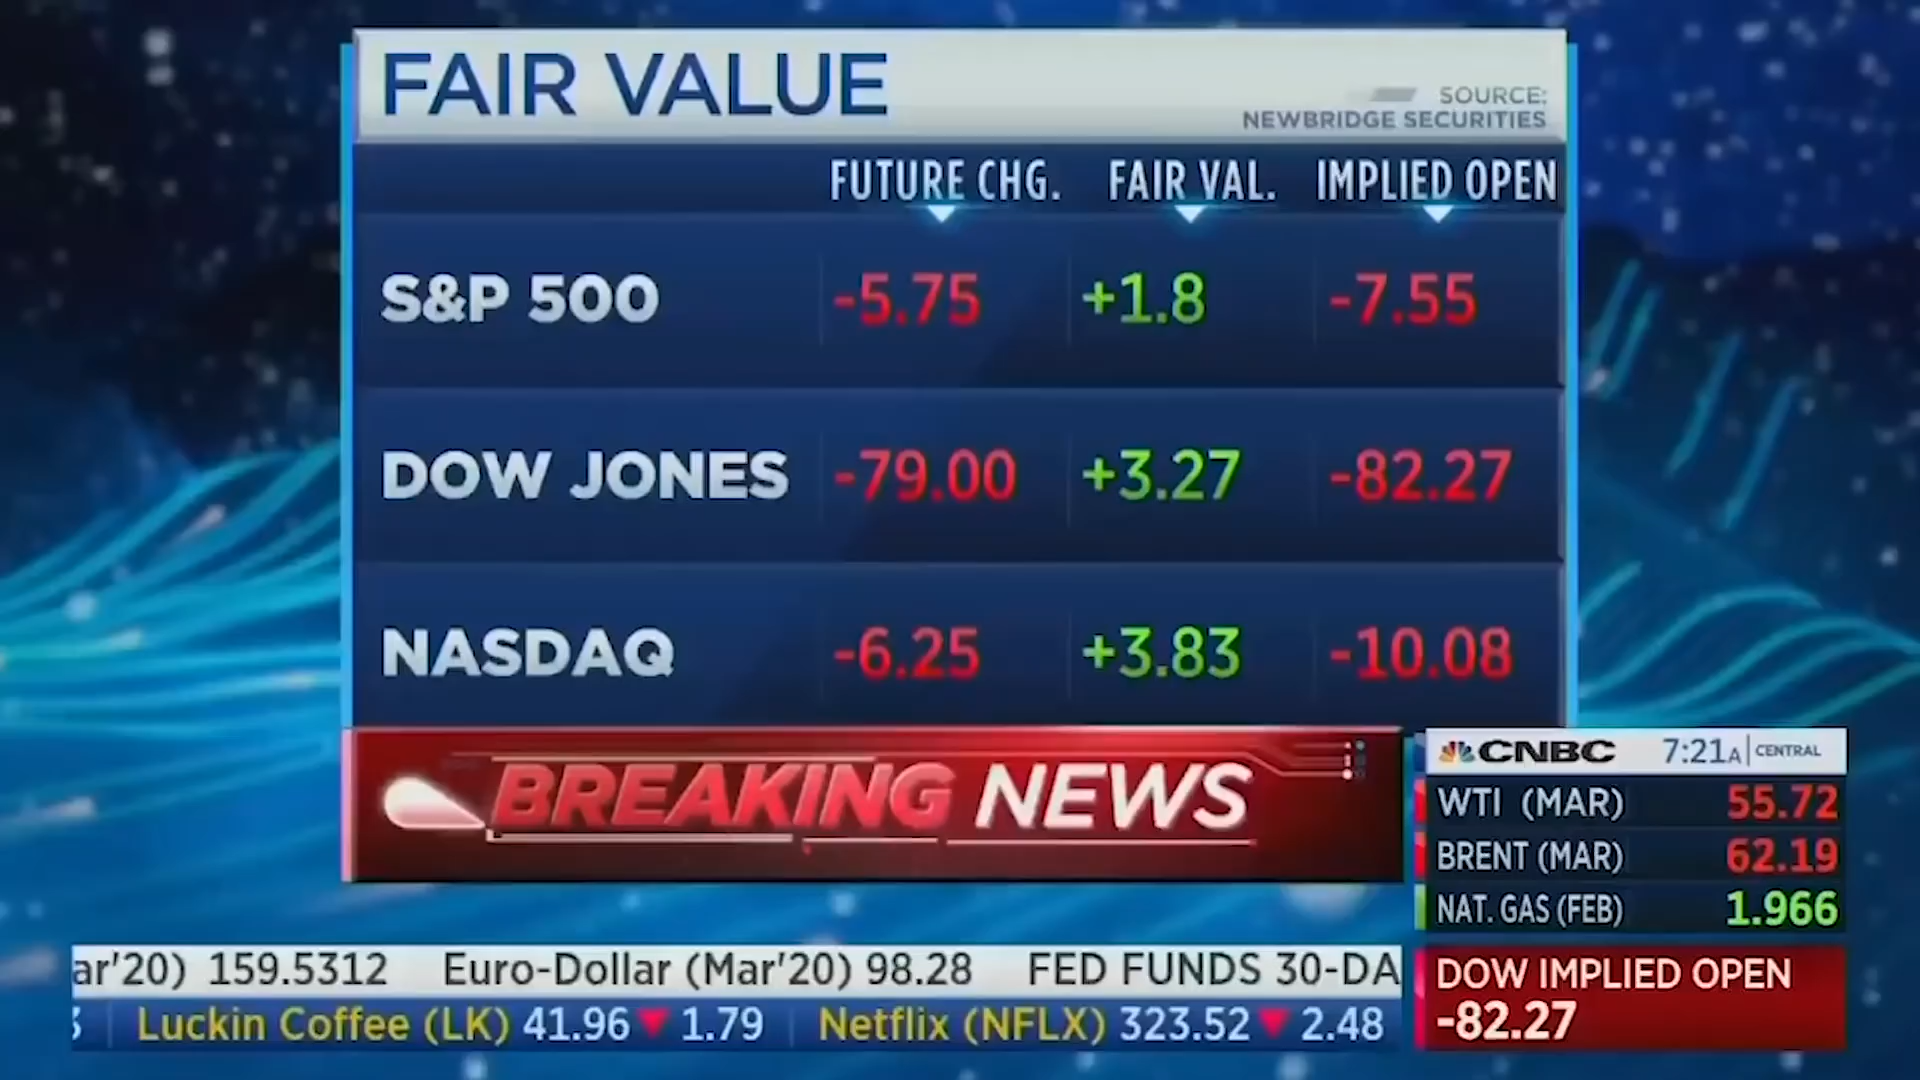 FAIR VALUE
SOURCE:
NEWBRIDGE SECURITIES
FUTURE CHG. FAIR VAL. IMPLIED OPEN
S&P 500 -5.75 +1.8 -7.55
DOW JONES -79.00 +3.27 -82.27
NASDAQ -6.25 +3.83 -10.08
BREAKING NEWS
CNBC 7:21A CENTRAL
WTI (MAR) 55.72
BRENT (MAR) 62.19
NAT. GAS (FEB) 1.966
ar'20) 159.5312 Euro-Dollar (Mar'20) 98.28 FED FUNDS 30-DA
Luckin Coffee (LK) 41.96 ▼ 1.79 Netflix (NFLX) 323.52 ▼ 2.48
DOW IMPLIED OPEN
-82.27